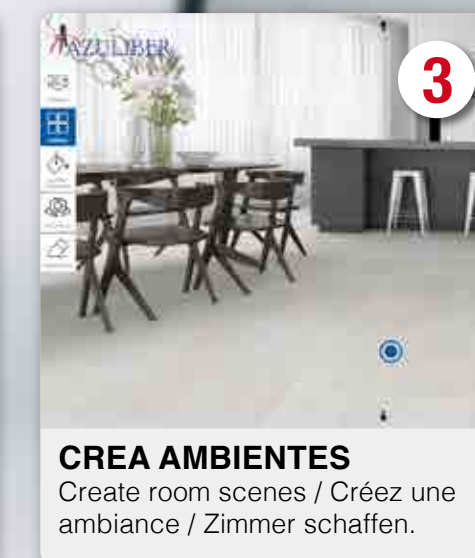 AZULIBER
3
CREA AMBIENTES
Create room scenes / Créez une
ambiance / Zimmer schaffen.